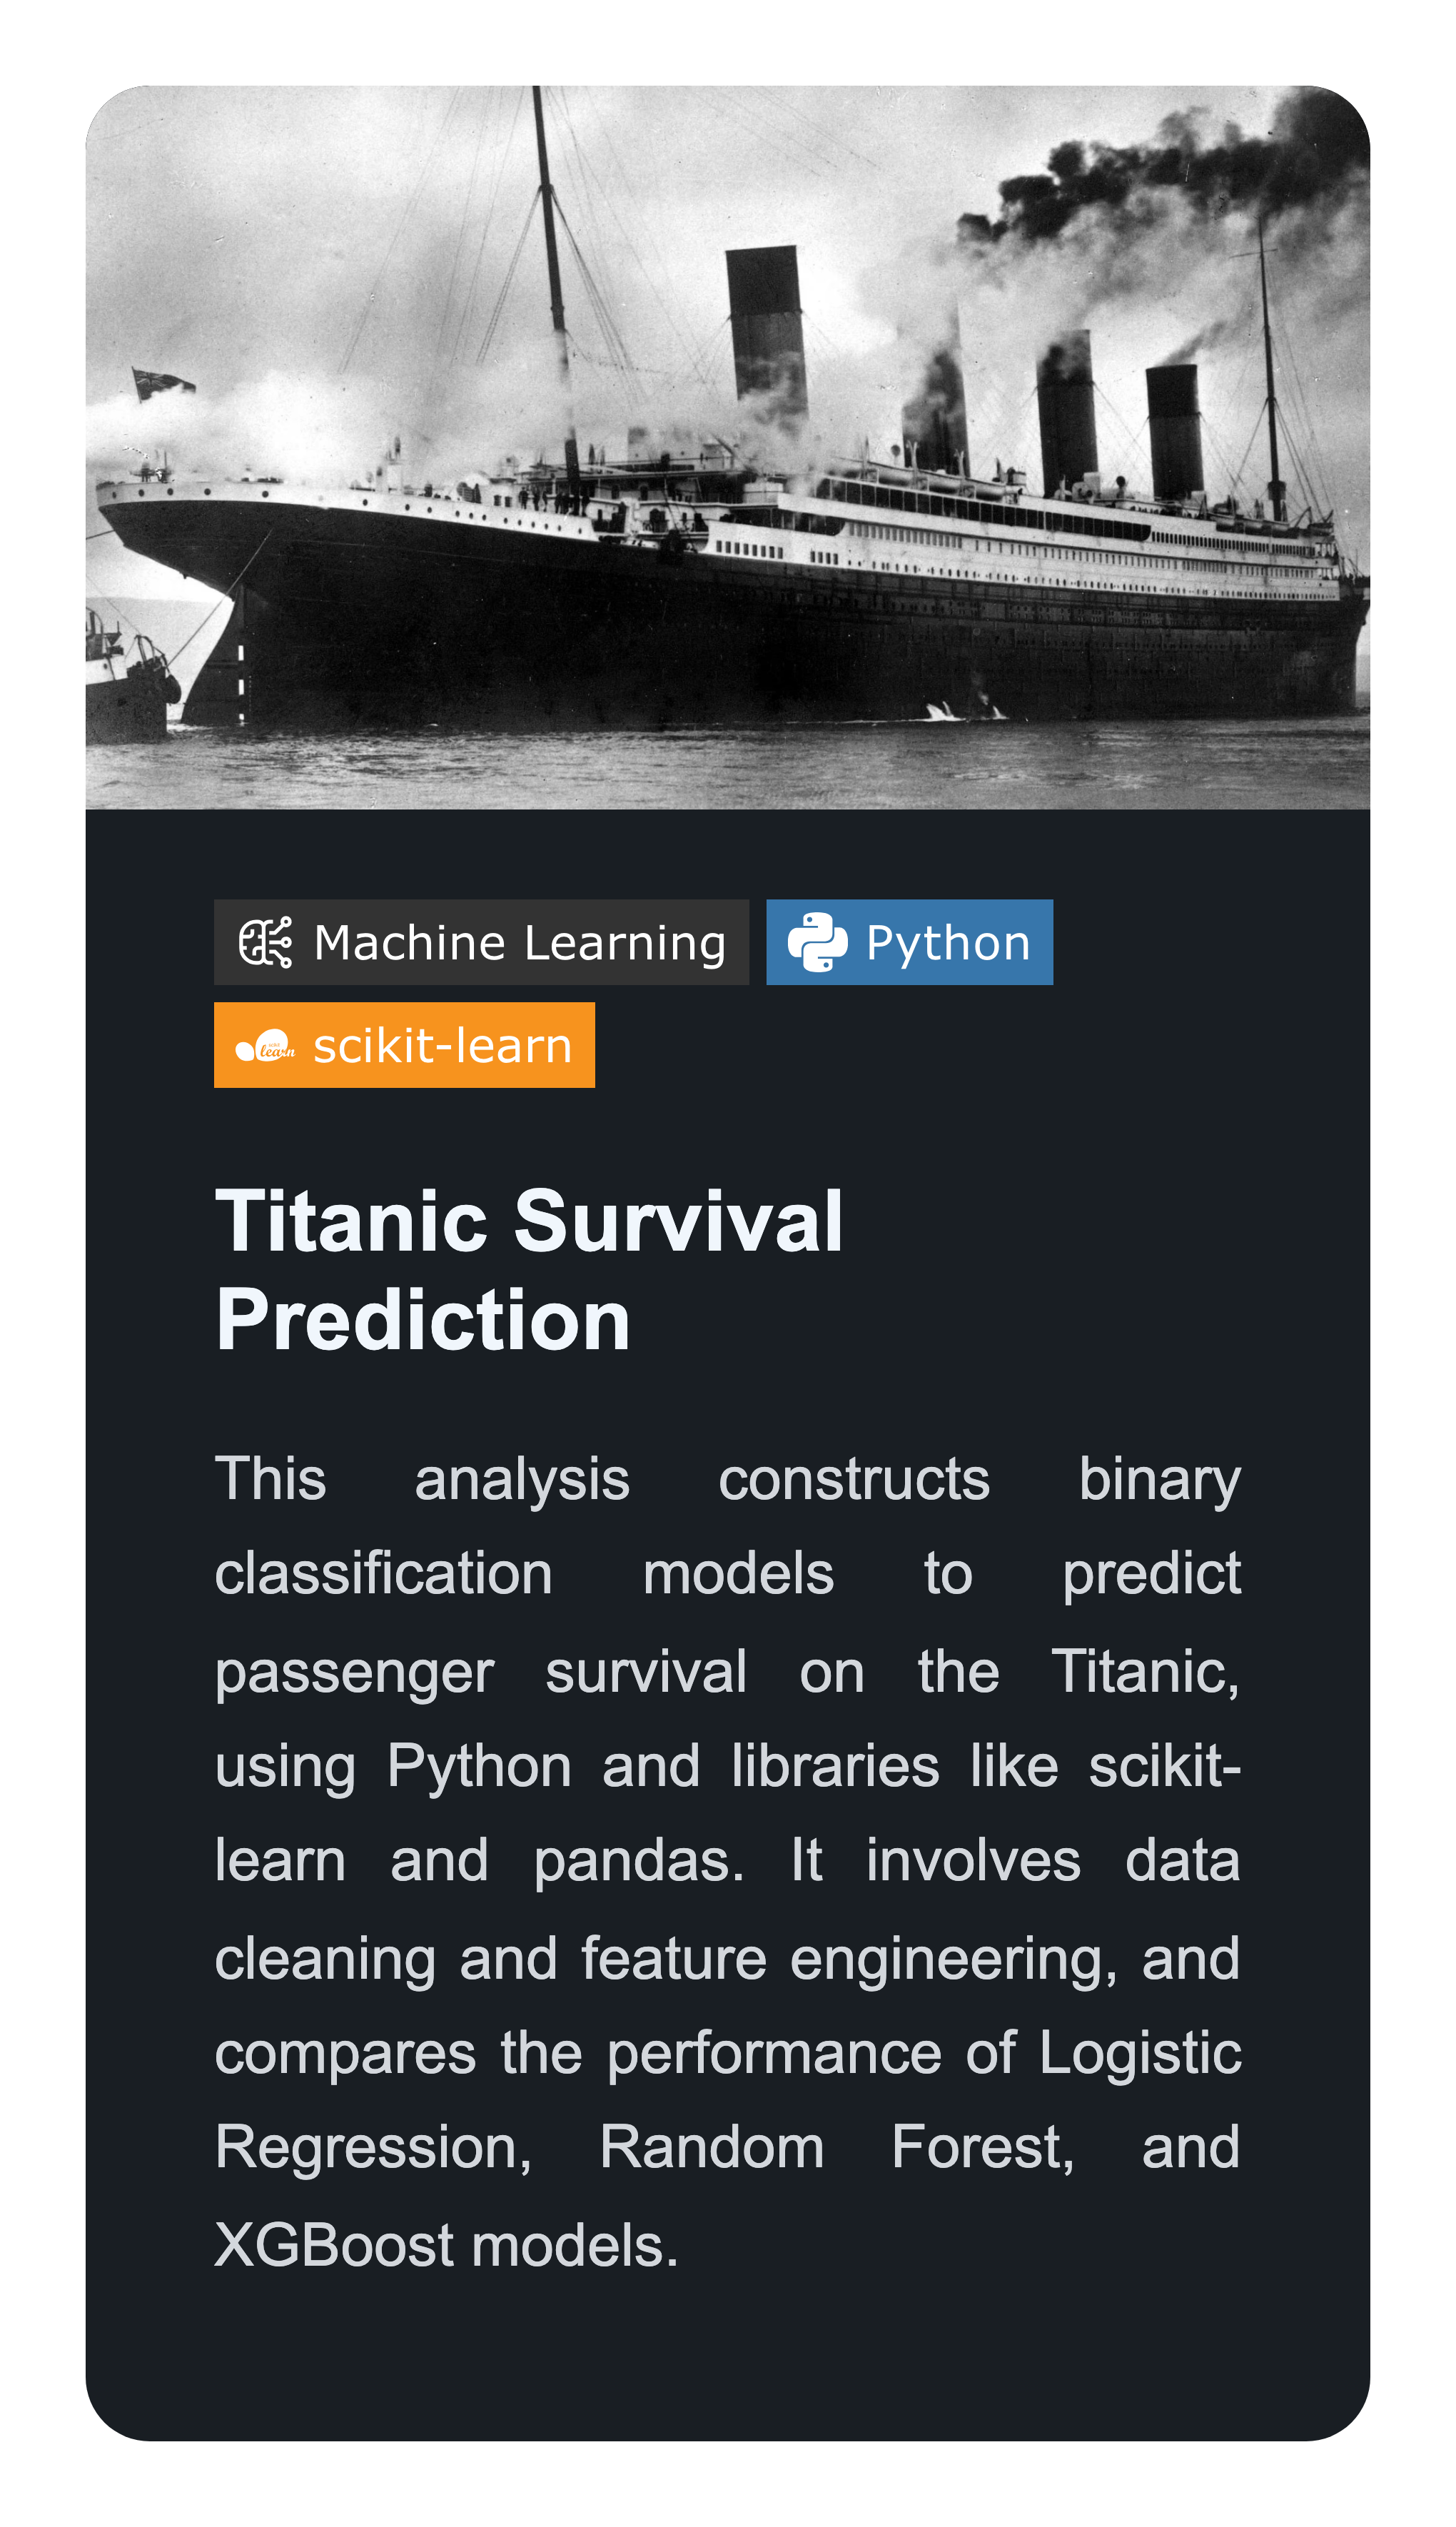 Machine Learning
Python
learn
scikit-learn
Titanic Survival
Prediction
This analysis constructs binary
classification models to predict
passenger survival on the Titanic,
using Python and libraries like scikit-
learn and pandas. It involves data
cleaning and feature engineering, and
compares the performance of Logistic
Regression, Random Forest, and
XGBoost models.